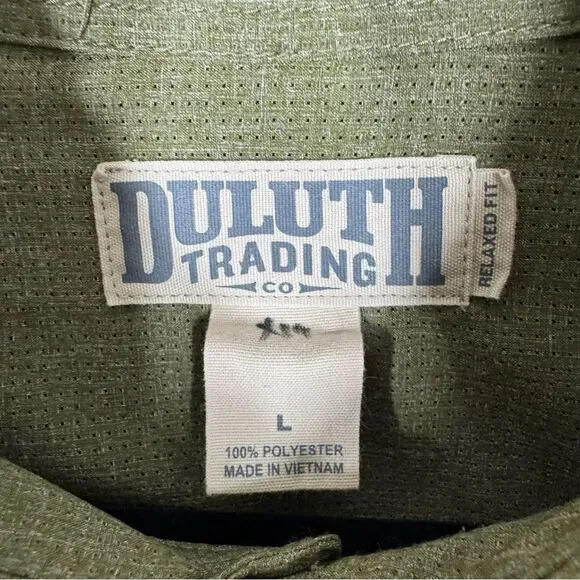 DULUTH
TRADING
CO
RELAXED FIT
L
100% POLYESTER
MADE IN VIETNAM